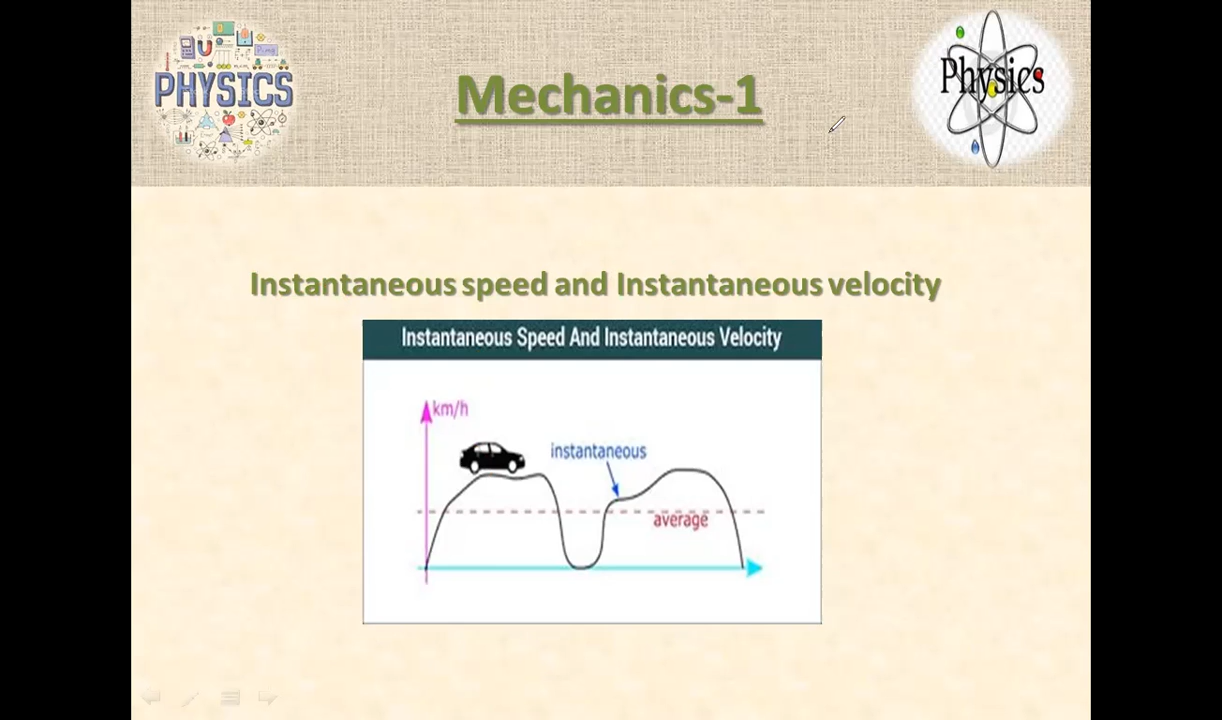 PHYSICS
Mechanics-1
Physics
Instantaneous speed and Instantaneous velocity
Instantaneous Speed And Instantaneous Velocity
km/h
instantaneous
average